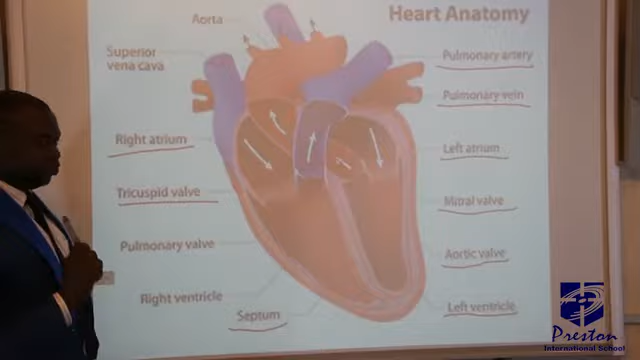 Heart Anatomy
Aorta
Superior
vena cava
Right atrium
Tricuspid valve
Pulmonary valve
Right ventricle
Septum
Pulmonary artery
Pulmonary vein
Left atrium
Mitral valve
Aortic valve
Left ventricle
Preston
International School